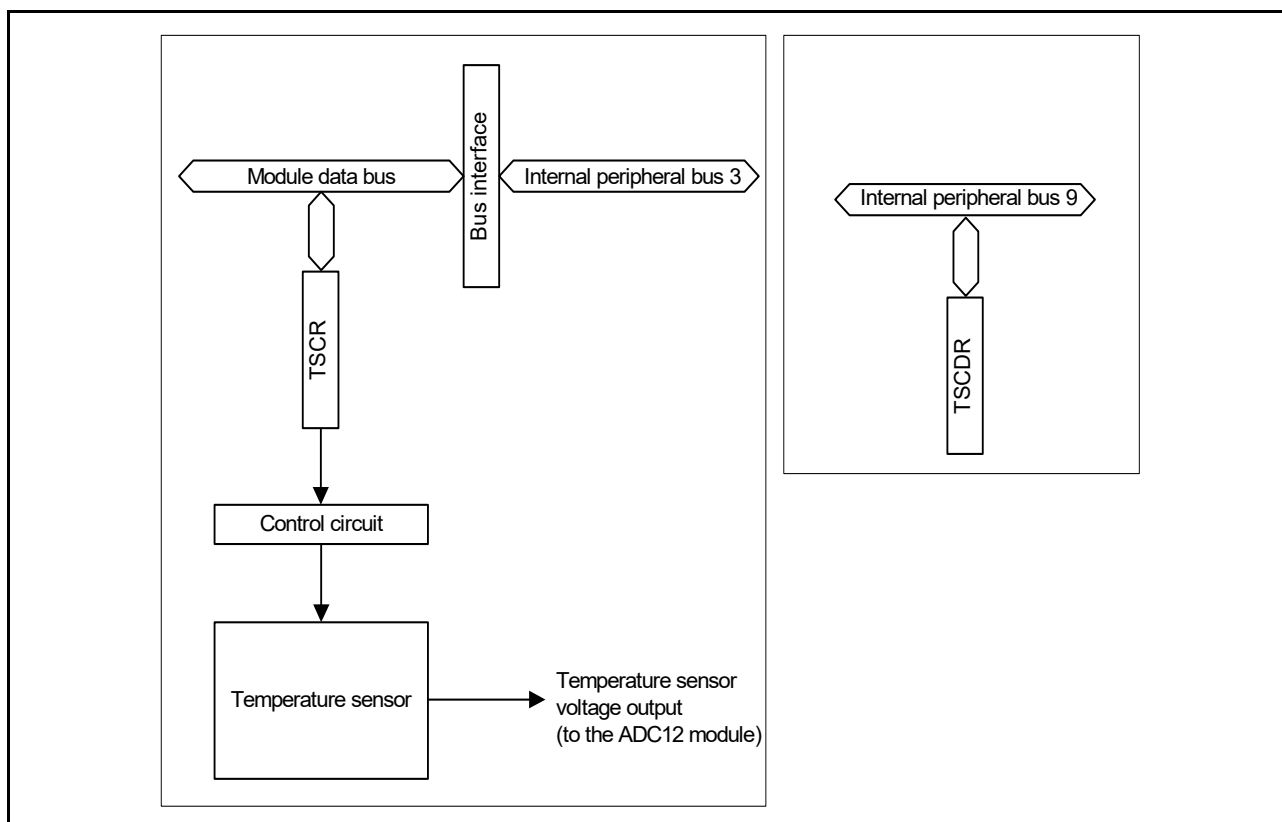 Bus interface
Module data bus
Internal peripheral bus 3
TSCR
Control circuit
Temperature sensor
Temperature sensor
voltage output
(to the ADC12 module)
Internal peripheral bus 9
TSCDR